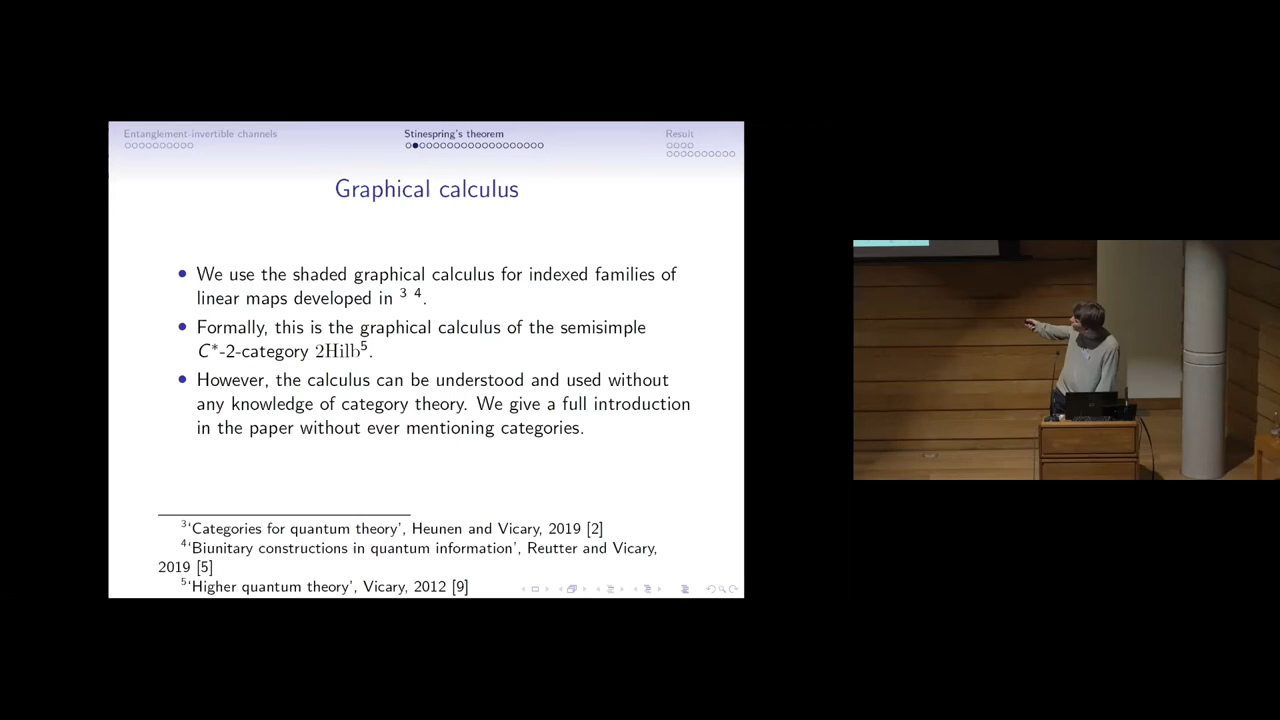 Entanglement-invertible channels
Stinespring's theorem
Result
Graphical calculus
• We use the shaded graphical calculus for indexed families of
linear maps developed in ³ ⁴.
• Formally, this is the graphical calculus of the semisimple
C*-2-category 2Hilb⁵.
• However, the calculus can be understood and used without
any knowledge of category theory. We give a full introduction
in the paper without ever mentioning categories.
³‘Categories for quantum theory’, Heunen and Vicary, 2019 [2]
⁴‘Biunitary constructions in quantum information’, Reutter and Vicary,
2019 [5]
⁵‘Higher quantum theory’, Vicary, 2012 [9]